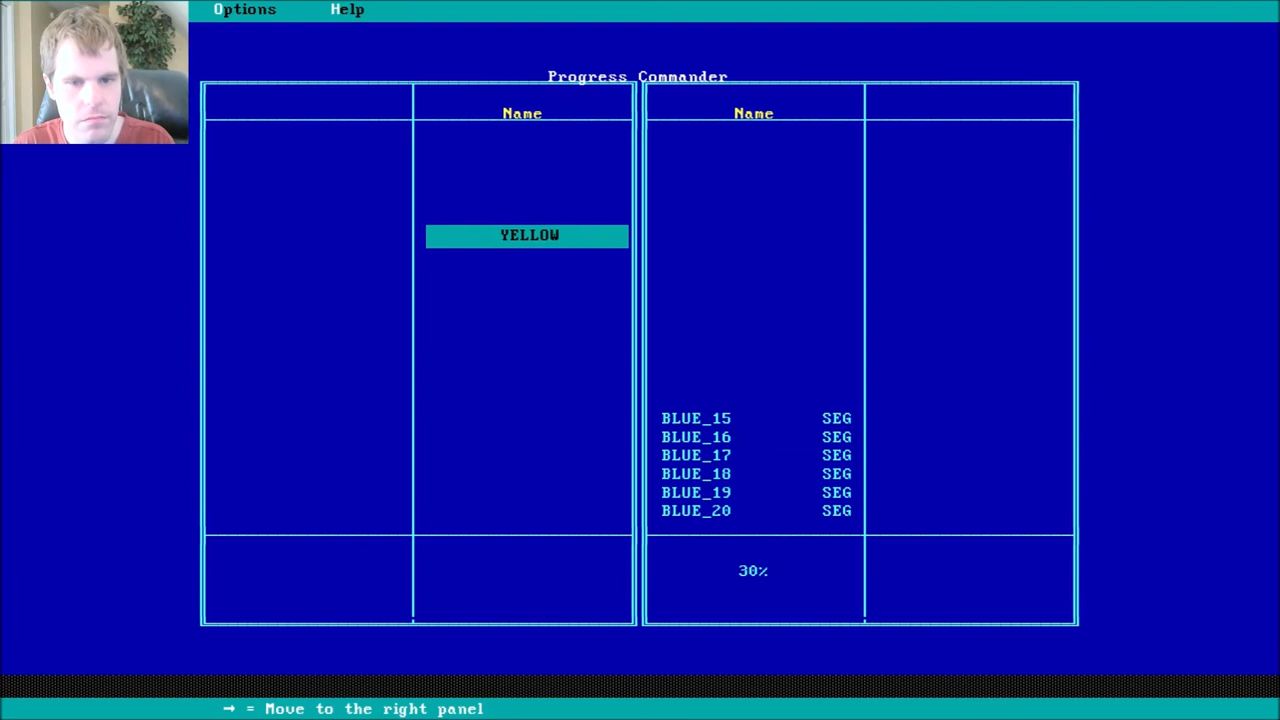 Options Help
Progress Commander
Name Name
YELLOW
BLUE_15 SEG
BLUE_16 SEG
BLUE_17 SEG
BLUE_18 SEG
BLUE_19 SEG
BLUE_20 SEG
30%
→ = Move to the right panel